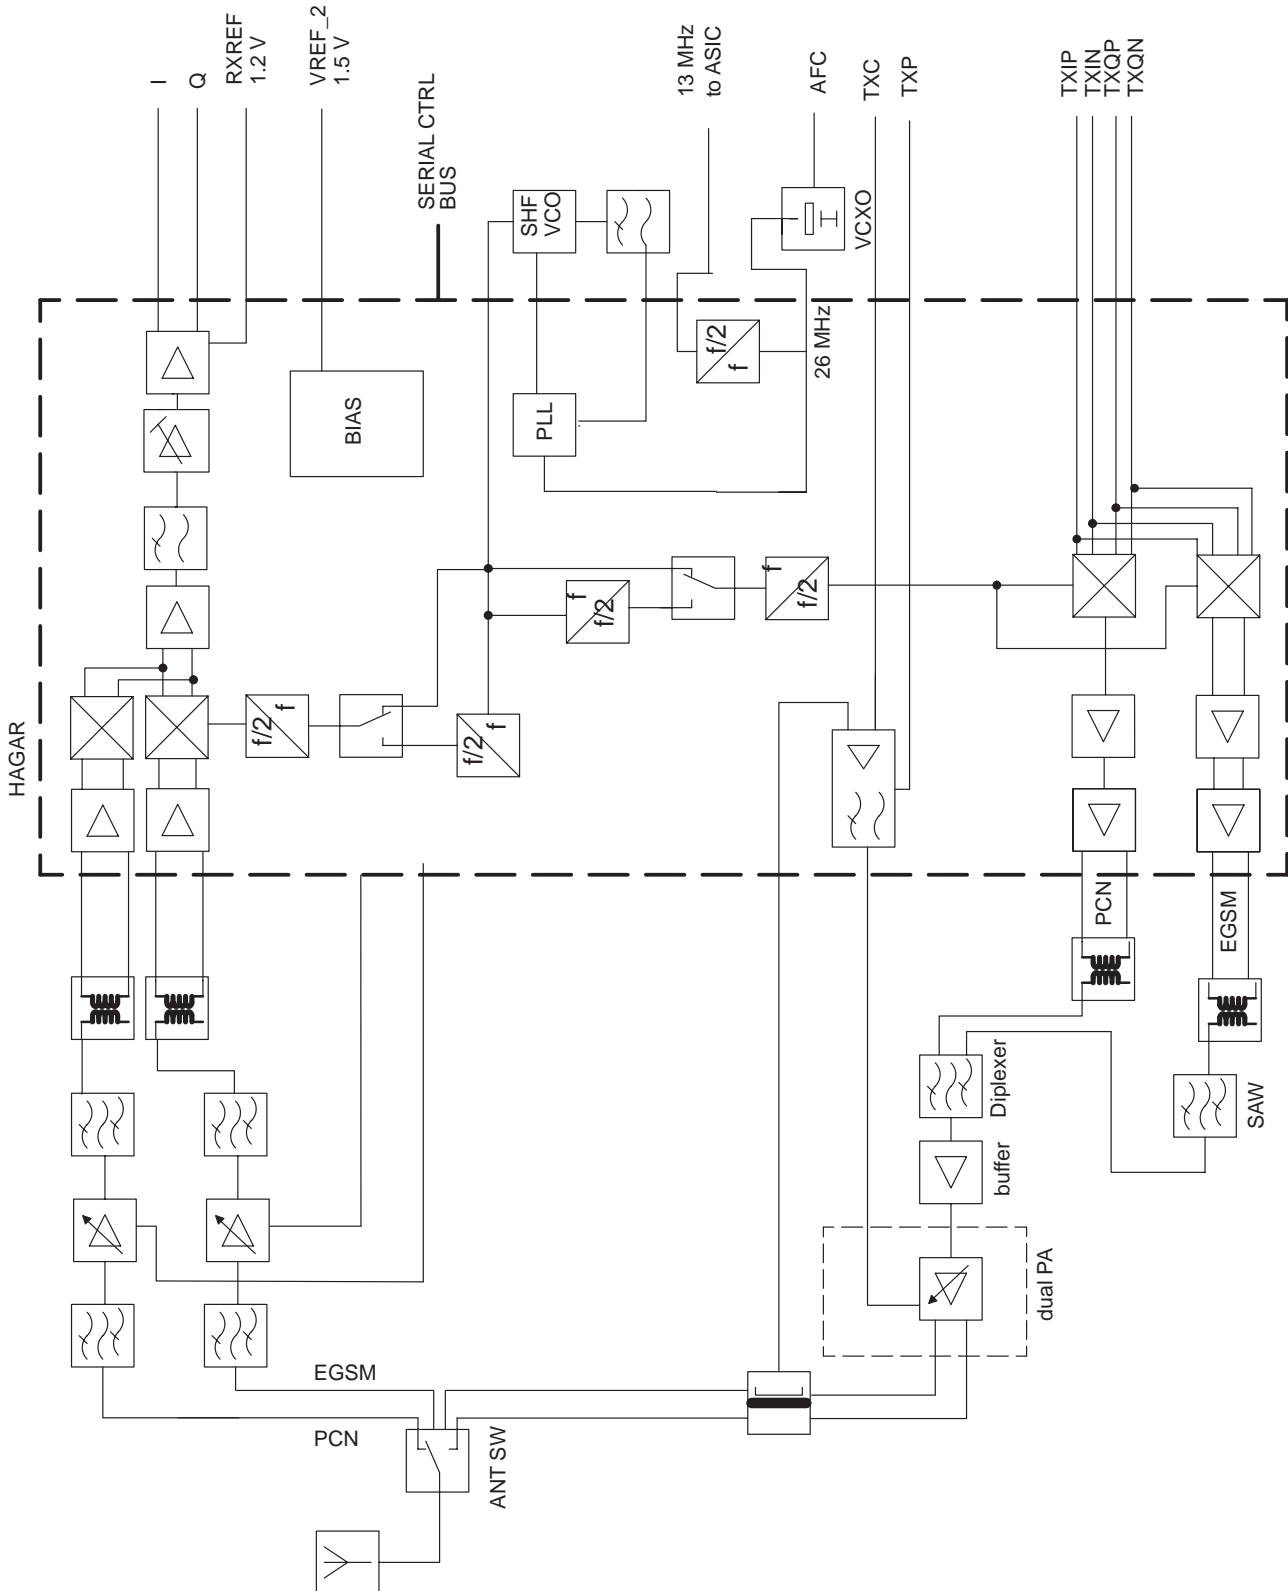 I
Q
RXREF
1.2 V
VREF_2
1.5 V
SERIAL CTRL
BUS
13 MHz
to ASIC
AFC
TXC
TXP
TXIP
TXIN
TXQP
TXQN
SHF
VCO
VCXO
HAGAR
BIAS
PLL
f/2
f
26 MHz
f
f/2
f
f/2
f/2
f
f/2
f
PCN
EGSM
Diplexer
SAW
buffer
dual PA
EGSM
PCN
ANT SW